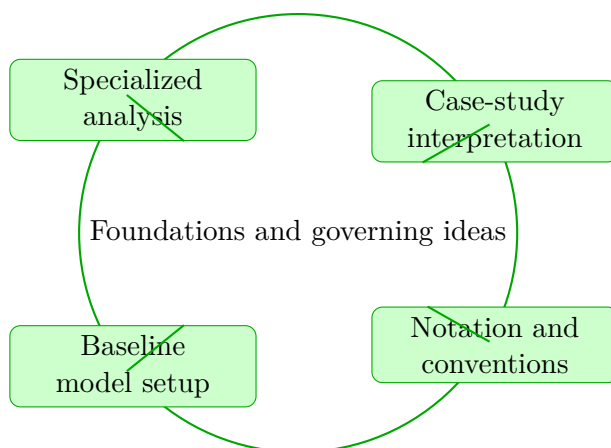 Specialized
analysis
Case-study
interpretation
Foundations and governing ideas
Baseline
model setup
Notation and
conventions